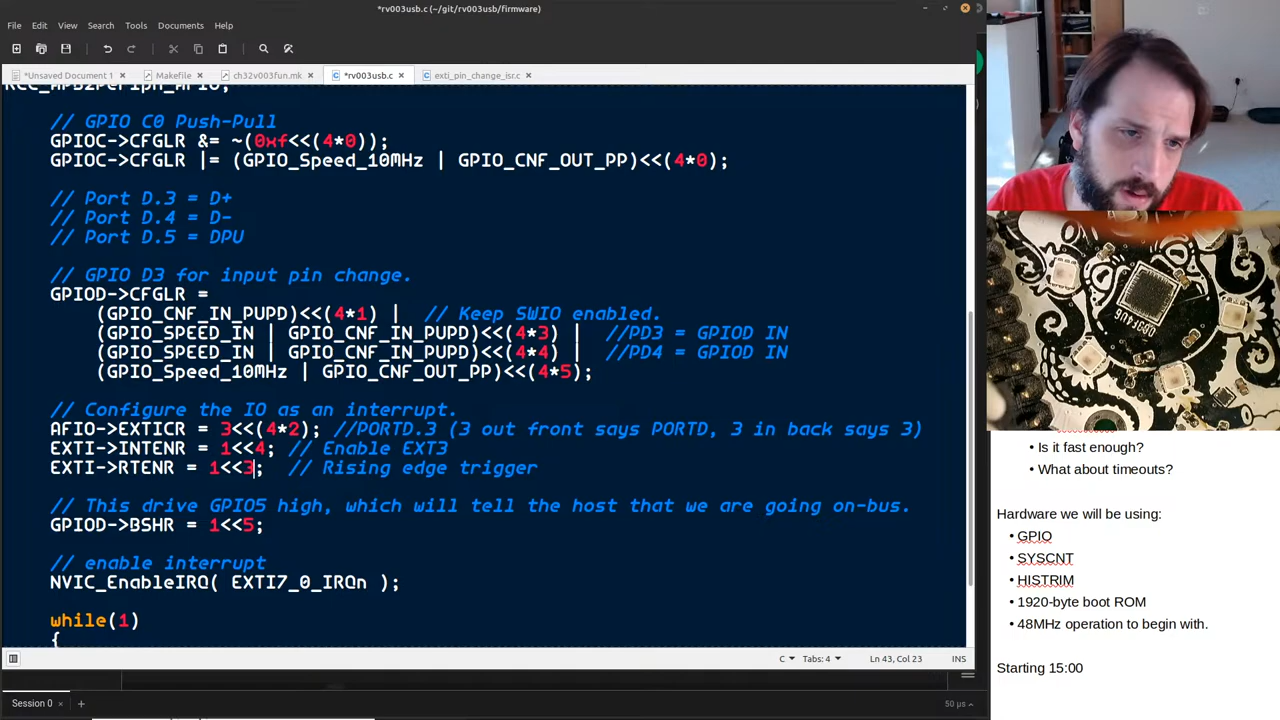 *rv003usb.c (~/git/rv003usb/firmware)
File Edit View Search Tools Documents Help
*Unsaved Document 1 Makefile ch32v003fun.mk *rv003usb.c exti_pin_change_isr.c
RCC_APB2Periph_AFIO;
// GPIO C0 Push-Pull
GPIOC->CFGLR &= ~(0xf<<(4*0));
GPIOC->CFGLR |= (GPIO_Speed_10MHz | GPIO_CNF_OUT_PP)<<(4*0);
// Port D.3 = D+
// Port D.4 = D-
// Port D.5 = DPU
// GPIO D3 for input pin change.
GPIOD->CFGLR =
(GPIO_CNF_IN_PUPD)<<(4*1) | // Keep SWIO enabled.
(GPIO_SPEED_IN | GPIO_CNF_IN_PUPD)<<(4*3) | //PD3 = GPIOD IN
(GPIO_SPEED_IN | GPIO_CNF_IN_PUPD)<<(4*4) | //PD4 = GPIOD IN
(GPIO_Speed_10MHz | GPIO_CNF_OUT_PP)<<(4*5);
// Configure the IO as an interrupt.
AFIO->EXTICR = 3<<(4*2); //PORTD.3 (3 out front says PORTD, 3 in back says 3)
EXTI->INTENR = 1<<4; // Enable EXT3
EXTI->RTENR = 1<<3; // Rising edge trigger
// This drive GPIO5 high, which will tell the host that we are going on-bus.
GPIOD->BSHR = 1<<5;
// enable interrupt
NVIC_EnableIRQ( EXTI7_0_IRQn );
while(1)
{
C Tabs: 4 Ln 43, Col 23 INS
Session 0 + 50 µs
• Is it fast enough?
• What about timeouts?
Hardware we will be using:
• GPIO
• SYSCNT
• HISTRIM
• 1920-byte boot ROM
• 48MHz operation to begin with.
Starting 15:00